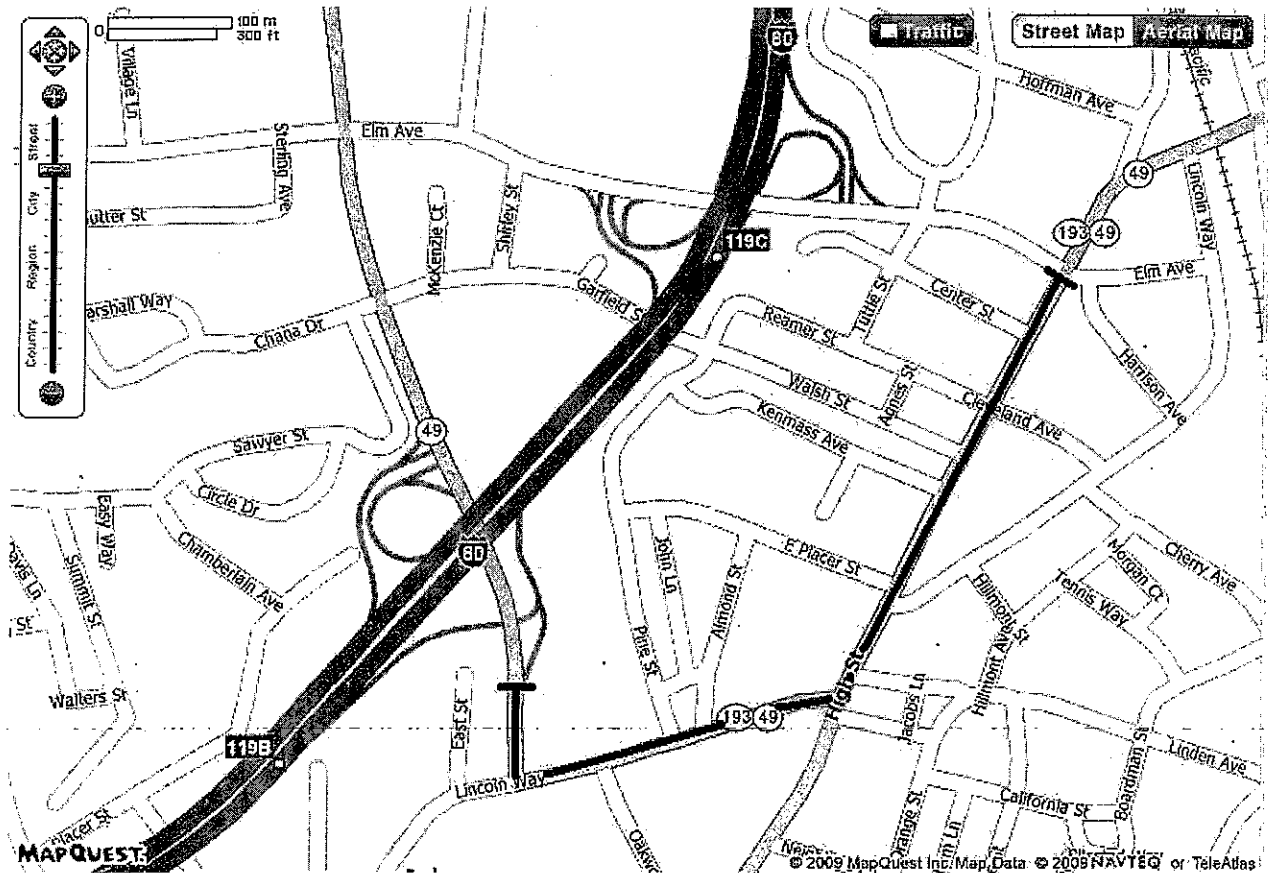 0
100 m
300 ft
Traffic
Street Map
Aerial Map
80
Village Ln
Hoffman Ave
Pacific
Street
City
Region
Country
Sterling Ave
Elm Ave
49
Lincoln Way
McKenzie Ct
Shirley St
193
49
119C
Elm Ave
Chana Dr
Garfield St
Tuttle St
Center St
Reamer St
Harrison Ave
Walsh St
Agnes St
Cleveland Ave
Kenmass Ave
49
Sawyer St
Circle Dr
Easy Way
Chamberlain Ave
Summit St
80
John Ln
Almond St
E Placer St
Morgan Ct
Cherry Ave
Hillmont St
Tennis Way
St
Pine St
Hillmont Ave
Walters St
East St
High St
Jacobs Ln
193
49
119B
Lincoln Way
Boardman St
Linden Ave
California St
MAPQUEST
© 2009 MapQuest Inc. Map Data © 2009 NAVTEQ or TeleAtlas